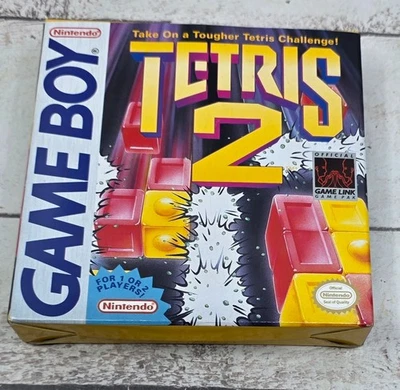 Nintendo®
GAME BOY
Take On a Tougher Tetris Challenge!
TETRIS
2
OFFICIAL
GAME LINK
GAME PAK
FOR 1 OR 2
PLAYERS!
Nintendo
Official
Nintendo
Seal of Quality